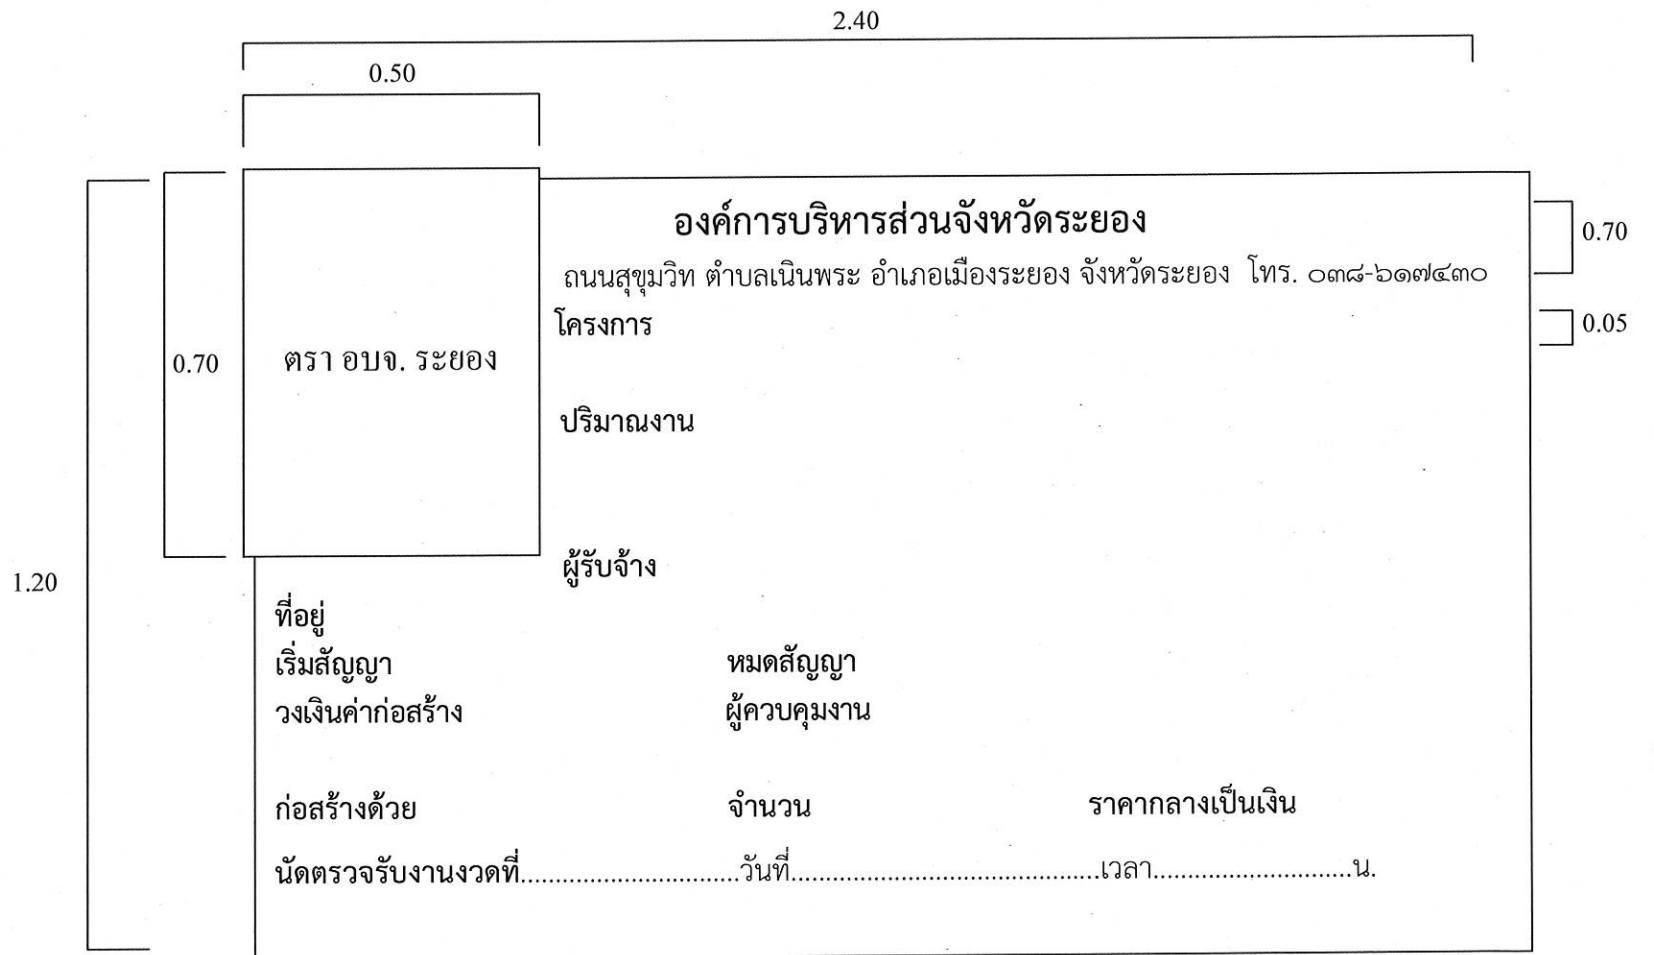 2.40
0.50
องค์การบริหารส่วนจังหวัดระยอง
0.70
ถนนสุขุมวิท ตำบลเนินพระ อำเภอเมืองระยอง จังหวัดระยอง โทร. ๐๓๘-๖๑๗๔๓๐
โครงการ
0.05
0.70
ตรา อบจ. ระยอง
ปริมาณงาน
ผู้รับจ้าง
1.20
ที่อยู่
เริ่มสัญญา หมดสัญญา
วงเงินค่าก่อสร้าง ผู้ควบคุมงาน
ก่อสร้างด้วย จำนวน ราคากลางเป็นเงิน
นัดตรวจรับงานงวดที่................................วันที่.............................................เวลา.............................น.